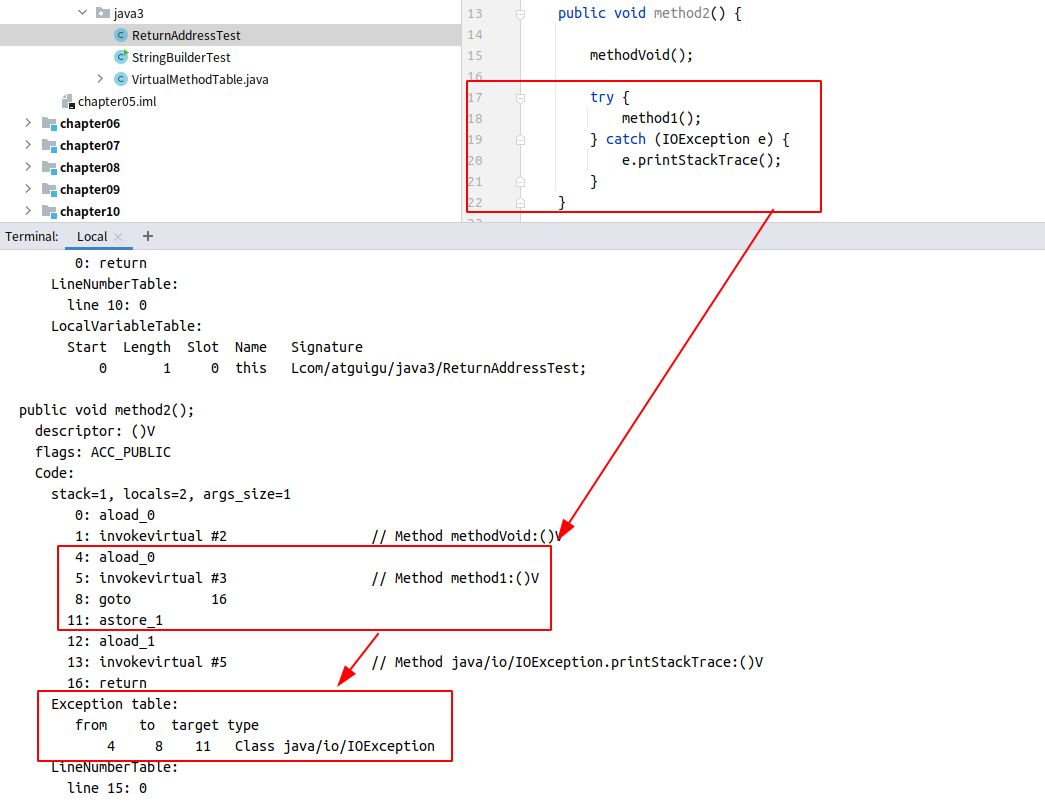 java3
ReturnAddressTest
StringBuilderTest
VirtualMethodTable.java
chapter05.iml
chapter06
chapter07
chapter08
chapter09
chapter10
13 public void method2() {
14
15 methodVoid();
16
17 try {
18 method1();
19 } catch (IOException e) {
20 e.printStackTrace();
21 }
22 }
Terminal: Local × +
0: return
LineNumberTable:
line 10: 0
LocalVariableTable:
Start Length Slot Name Signature
0 1 0 this Lcom/atguigu/java3/ReturnAddressTest;
public void method2();
descriptor: ()V
flags: ACC_PUBLIC
Code:
stack=1, locals=2, args_size=1
0: aload_0
1: invokevirtual #2 // Method methodVoid:()V
4: aload_0
5: invokevirtual #3 // Method method1:()V
8: goto 16
11: astore_1
12: aload_1
13: invokevirtual #5 // Method java/io/IOException.printStackTrace:()V
16: return
Exception table:
from to target type
4 8 11 Class java/io/IOException
LineNumberTable:
line 15: 0